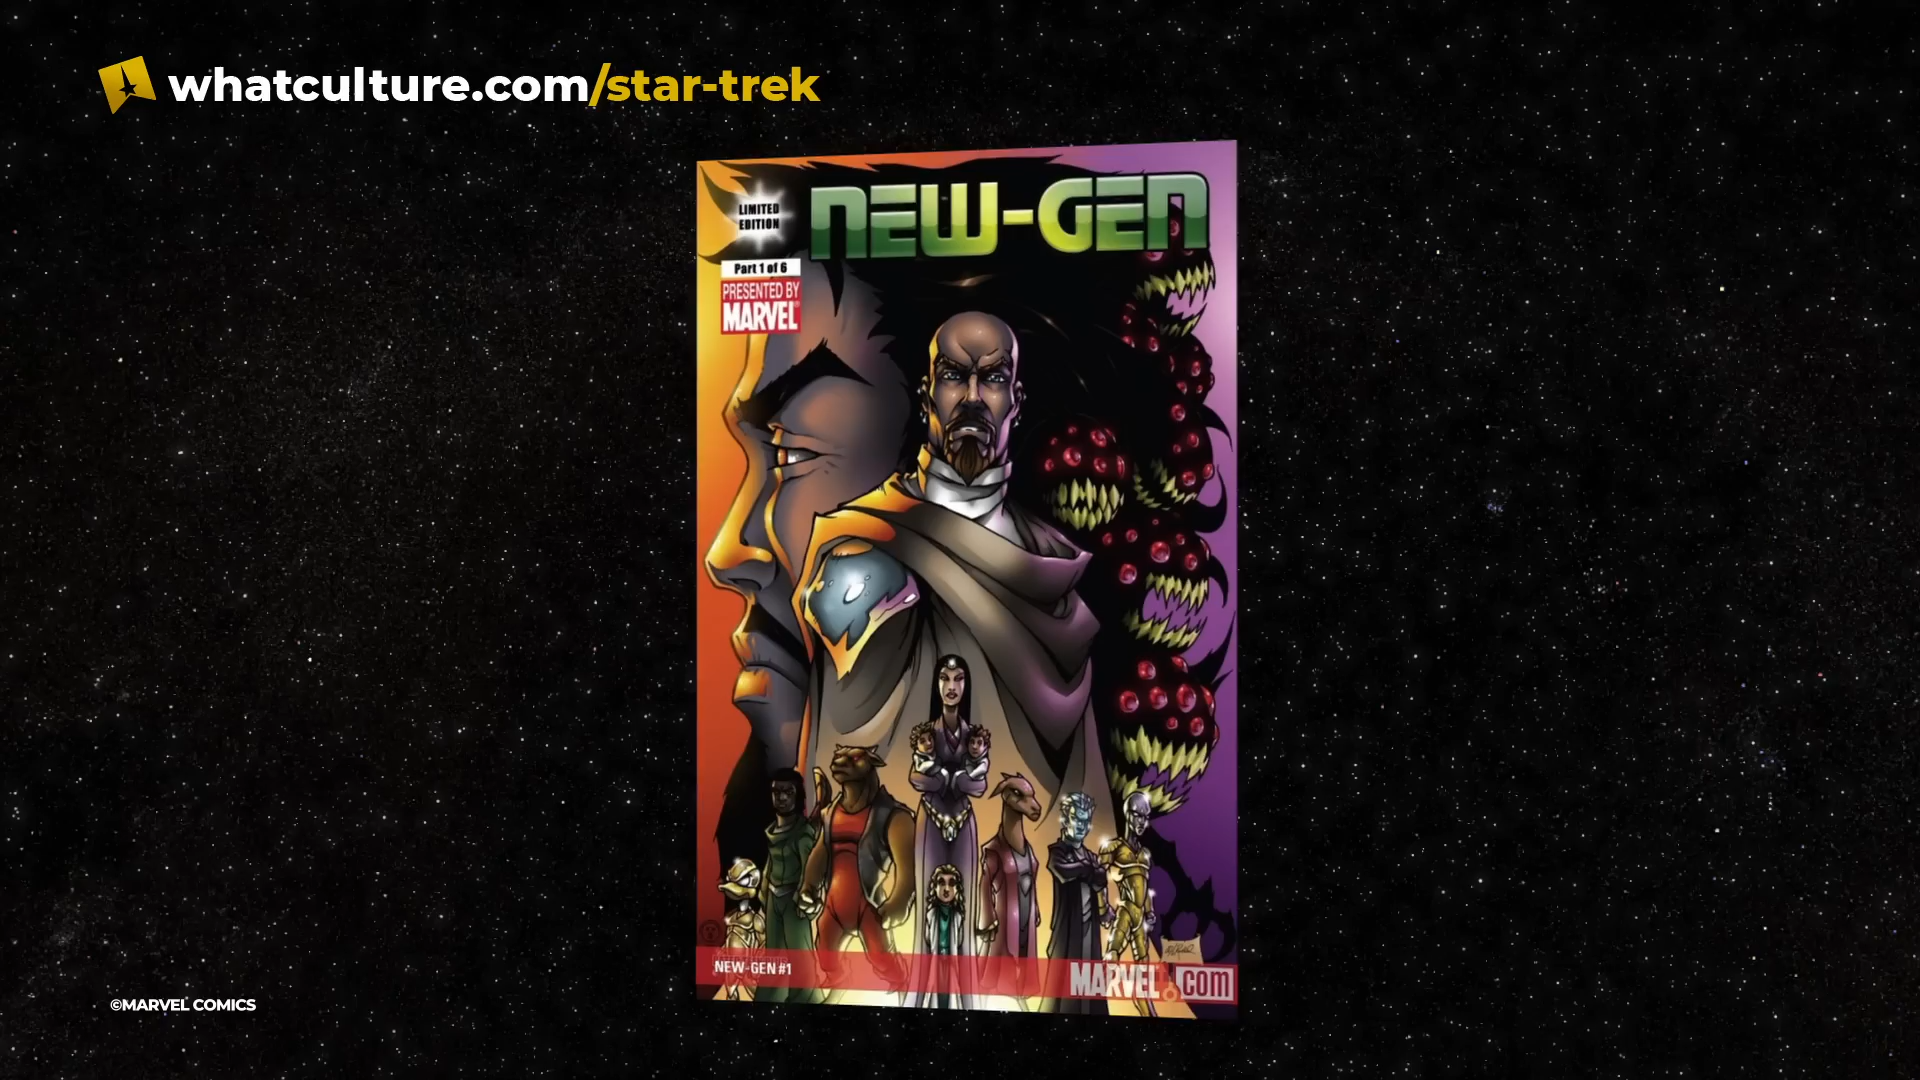 whatculture.com/star-trek
LIMITED
EDITION
NEW-GEN
Part 1 of 6
PRESENTED BY
MARVEL
NEW-GEN #1
MARVEL.com
©MARVEL COMICS